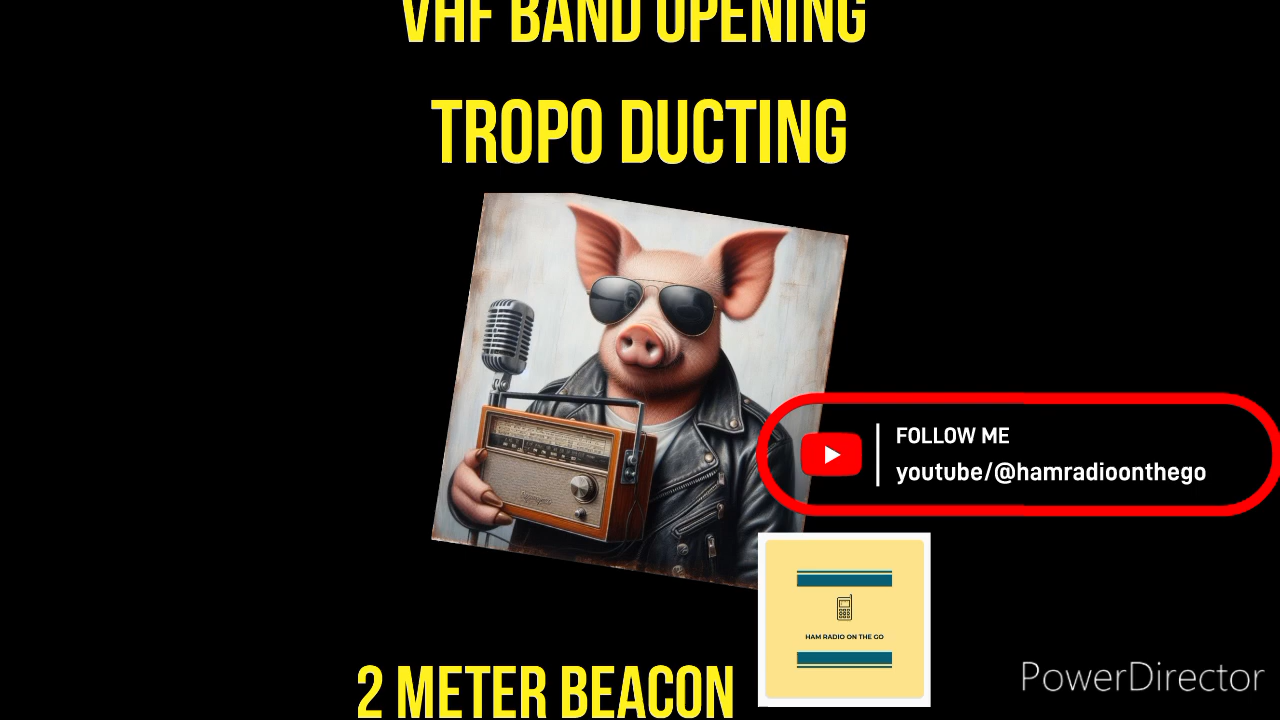 VHF BAND OPENING
TROPO DUCTING
FOLLOW ME
youtube/@hamradioonthego
HAM RADIO ON THE GO
2 METER BEACON
PowerDirector